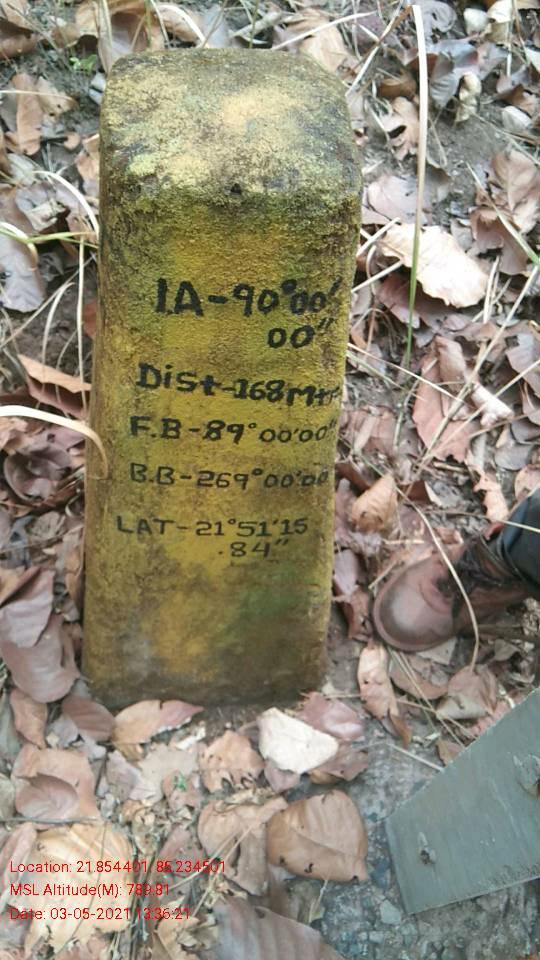 IA-90°00'
00"
Dist-168mtr
F.B-89°00'00"
B.B-269°00'00
LAT-21°51'15
.84"
Location: 21.854401, 85.234501
MSL Altitude(M): 789.81
Date: 03-05-2021 13:36:21